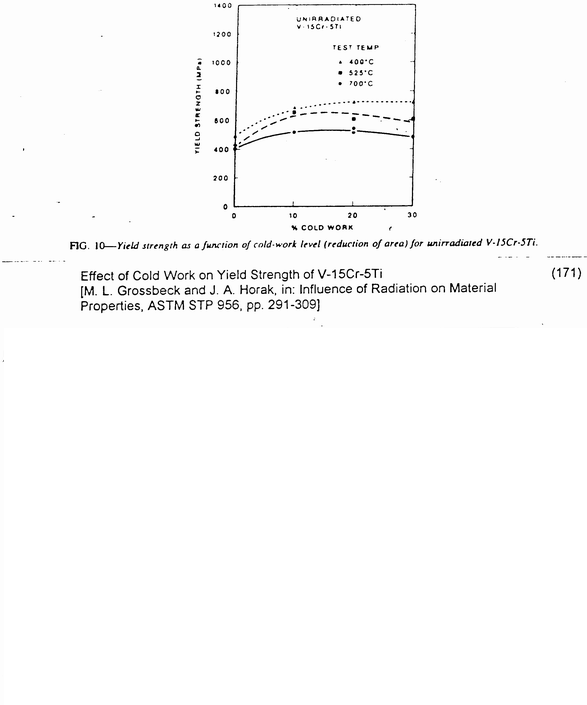 1400
UNIRRADIATED
V-15Cr-5Ti
1200
TEST TEMP
1000
▲ 400°C
■ 525°C
800
● 700°C
600
400
200
0
YIELD STRENGTH (MPa)
0 10 20 30
% COLD WORK
FIG. 10—Yield strength as a function of cold-work level (reduction of area) for unirradiated V-15Cr-5Ti.
Effect of Cold Work on Yield Strength of V-15Cr-5Ti (171)
[M. L. Grossbeck and J. A. Horak, in: Influence of Radiation on Material
Properties, ASTM STP 956, pp. 291-309]